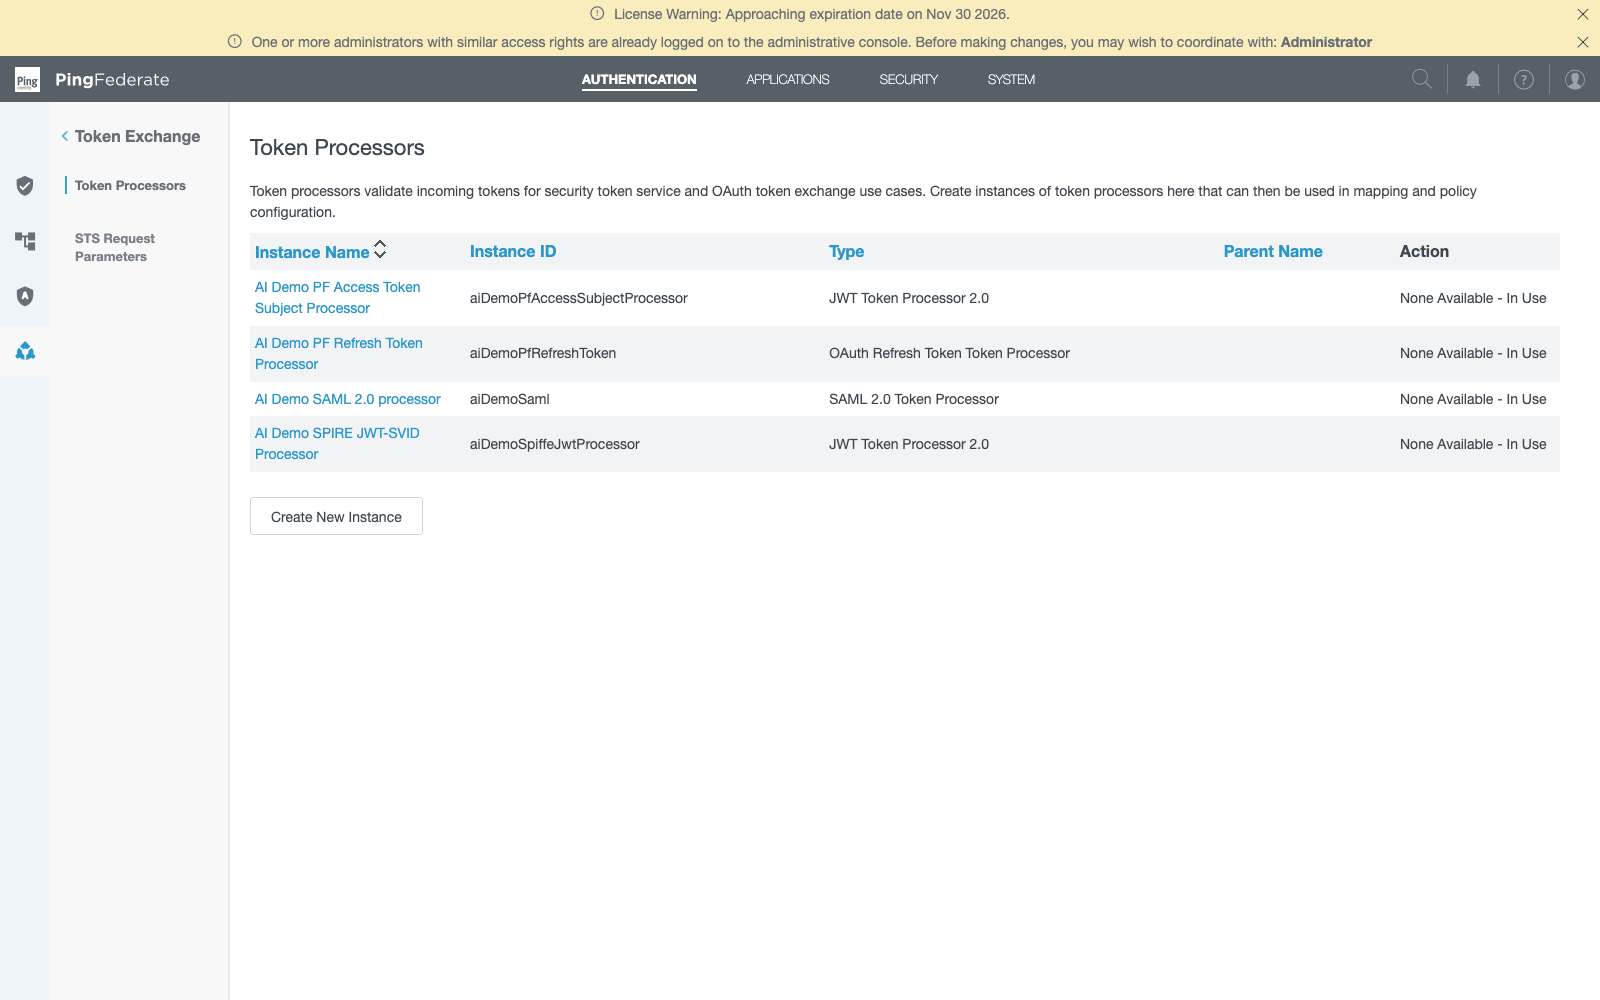 License Warning: Approaching expiration date on Nov 30 2026.
One or more administrators with similar access rights are already logged on to the administrative console. Before making changes, you may wish to coordinate with: Administrator
Ping
PingFederate
AUTHENTICATION
APPLICATIONS
SECURITY
SYSTEM
Token Exchange
Token Processors
STS Request
Parameters
Token Processors
Token processors validate incoming tokens for security token service and OAuth token exchange use cases. Create instances of token processors here that can then be used in mapping and policy
configuration.
Instance Name Instance ID Type Parent Name Action
AI Demo PF Access Token
Subject Processor
aiDemoPfAccessSubjectProcessor JWT Token Processor 2.0 None Available - In Use
AI Demo PF Refresh Token
Processor
aiDemoPfRefreshToken OAuth Refresh Token Token Processor None Available - In Use
AI Demo SAML 2.0 processor aiDemoSaml SAML 2.0 Token Processor None Available - In Use
AI Demo SPIRE JWT-SVID
Processor
aiDemoSpiffeJwtProcessor JWT Token Processor 2.0 None Available - In Use
Create New Instance